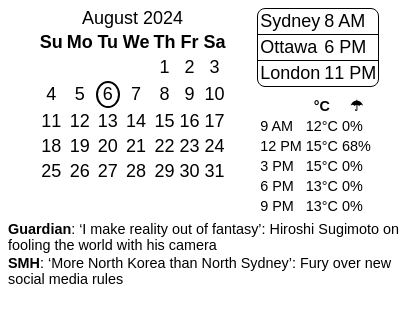 August 2024
Su Mo Tu We Th Fr Sa
1 2 3
4 5 6 7 8 9 10
11 12 13 14 15 16 17
18 19 20 21 22 23 24
25 26 27 28 29 30 31
Sydney 8 AM
Ottawa 6 PM
London 11 PM
°C ☂
9 AM 12°C 0%
12 PM 15°C 68%
3 PM 15°C 0%
6 PM 13°C 0%
9 PM 13°C 0%
Guardian: ‘I make reality out of fantasy’: Hiroshi Sugimoto on
fooling the world with his camera
SMH: ‘More North Korea than North Sydney’: Fury over new
social media rules